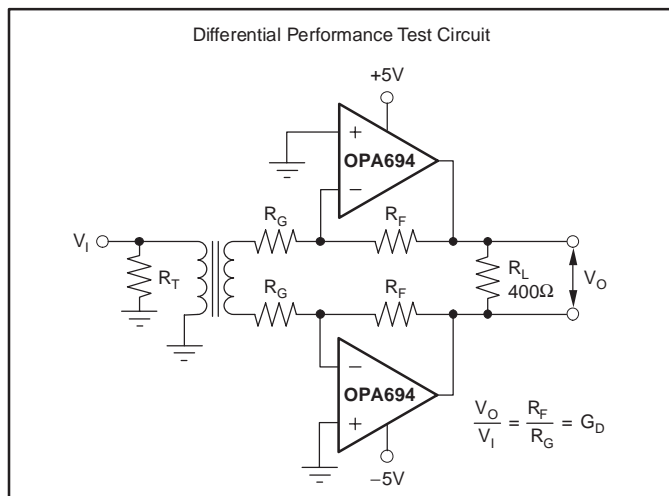 Differential Performance Test Circuit
+5V
+
OPA694
−
R_G
R_F
V_I
R_T
R_L
400Ω
V_O
R_G
R_F
−
OPA694
+
V_O/V_I = R_F/R_G = G_D
−5V